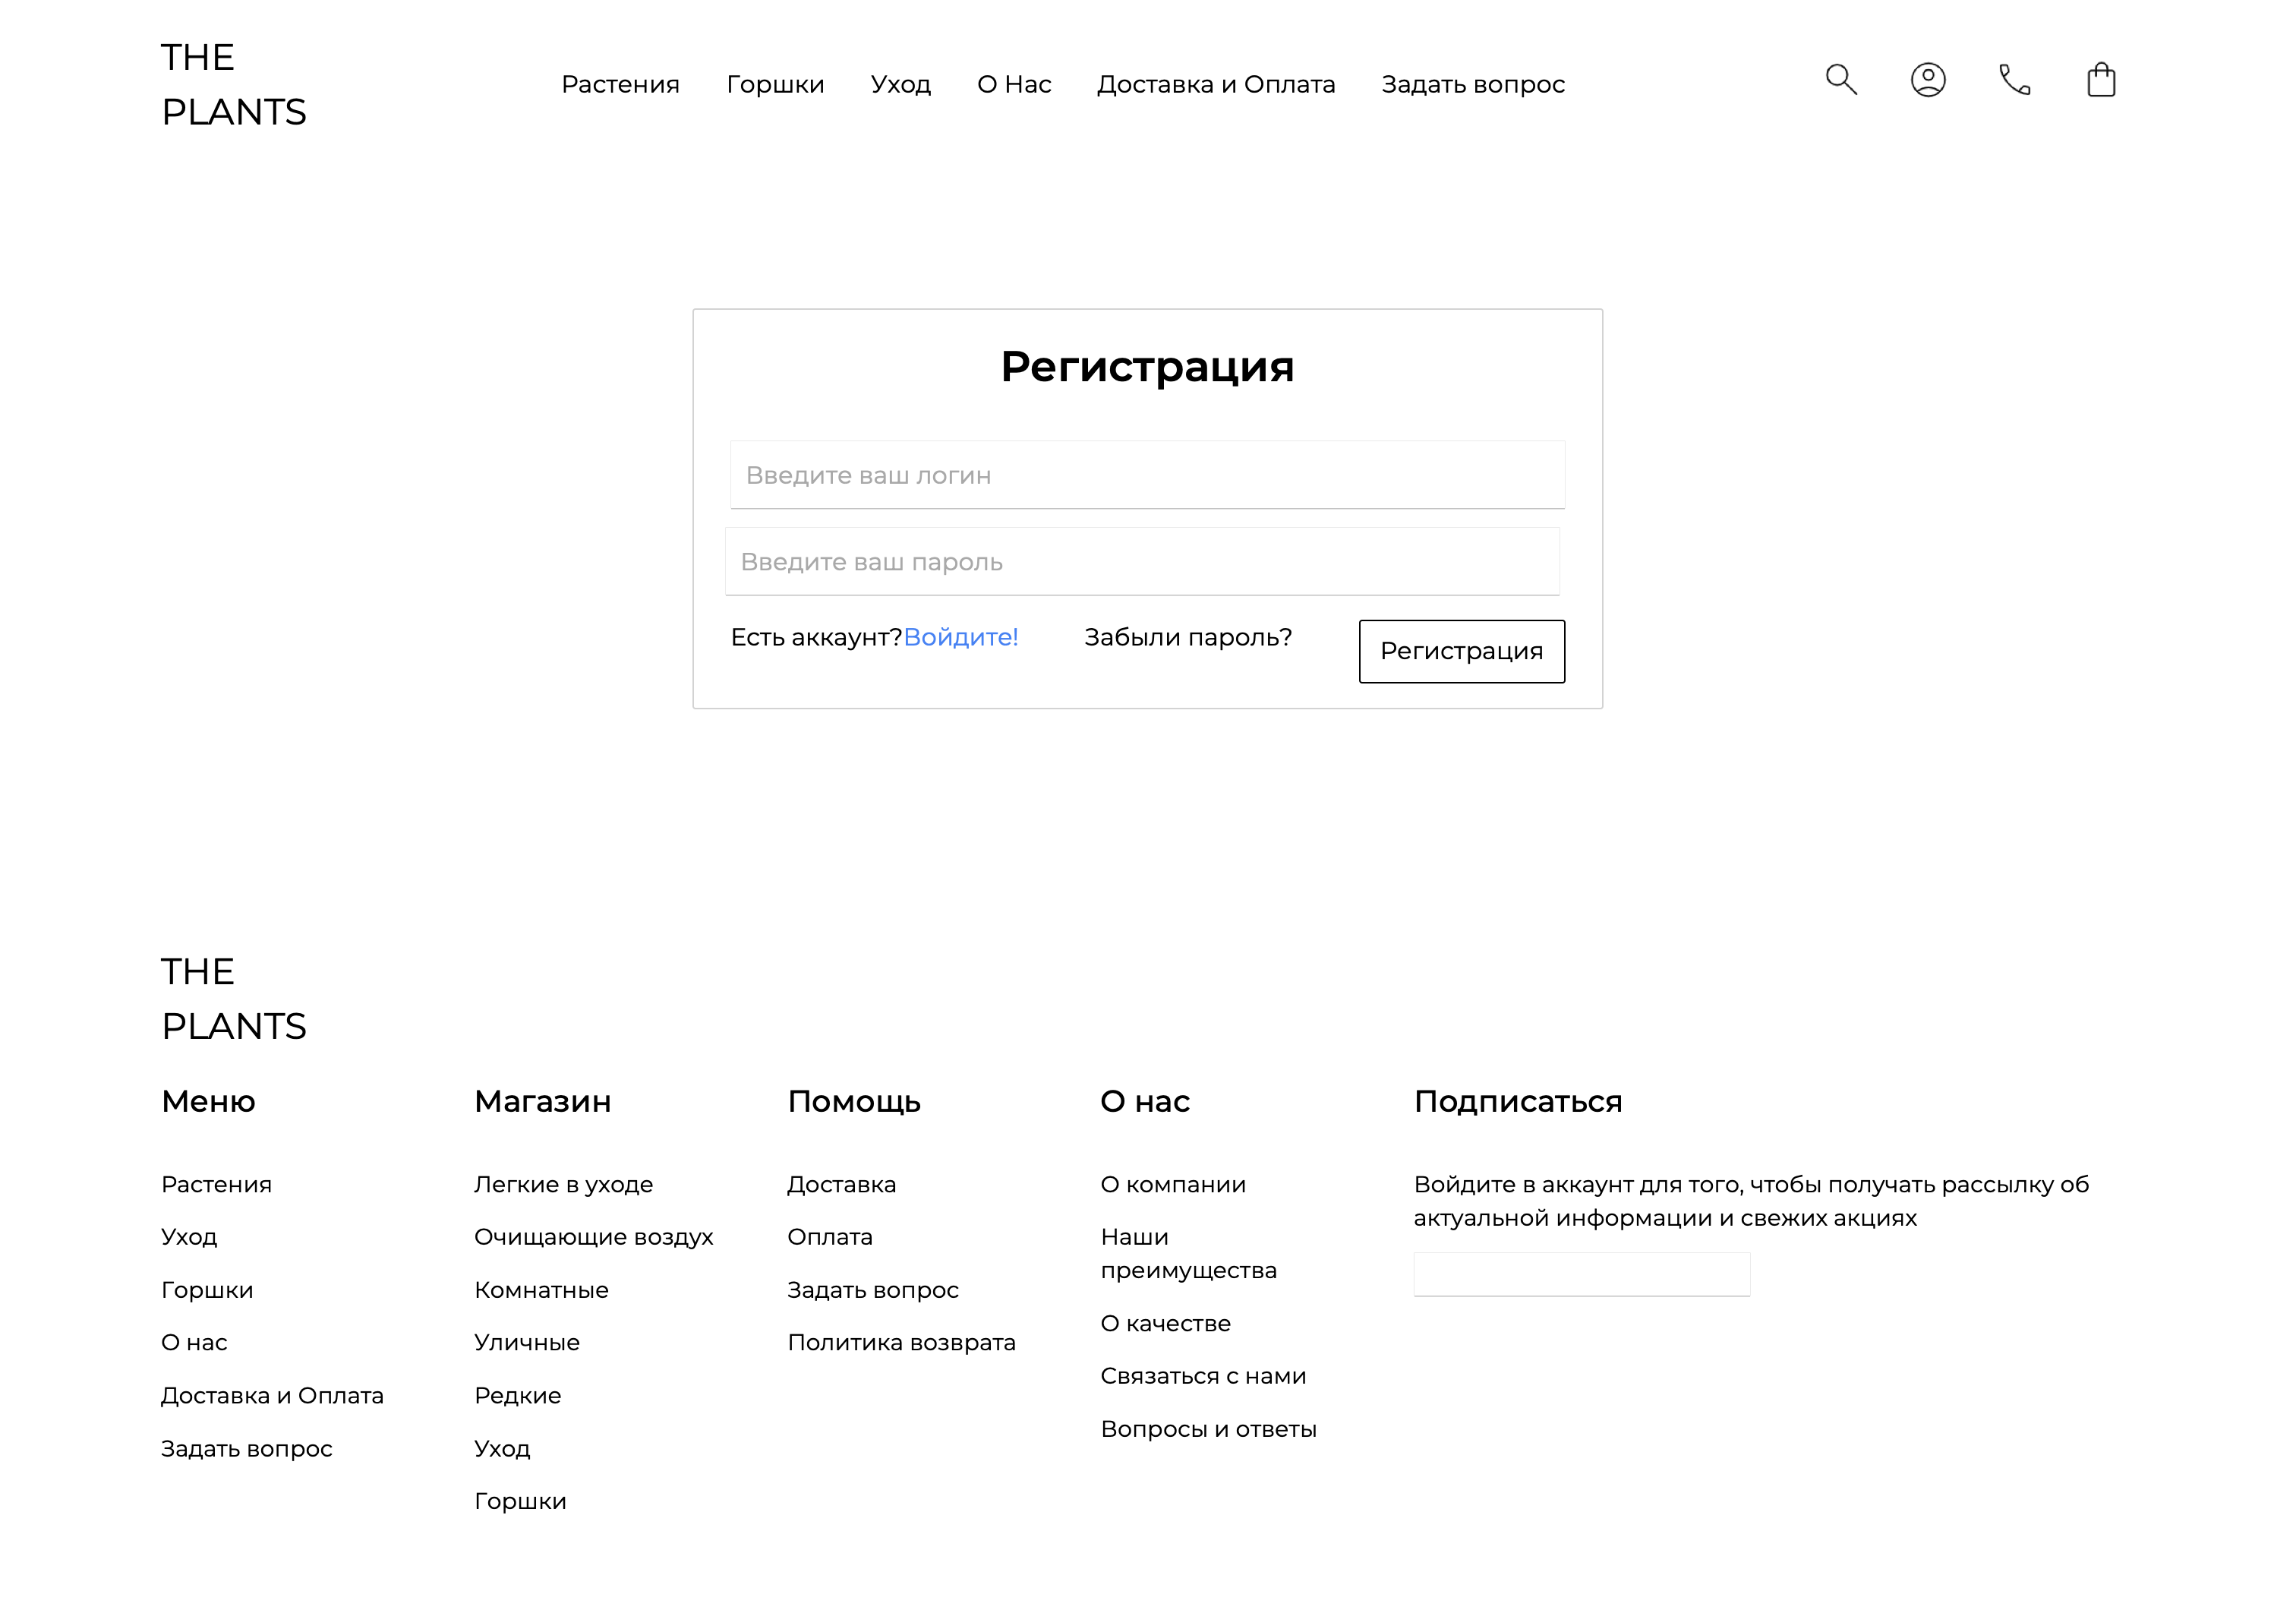 THE
PLANTS
Растения Горшки Уход О Нас Доставка и Оплата Задать вопрос
Регистрация
Введите ваш логин
Введите ваш пароль
Есть аккаунт?Войдите! Забыли пароль? Регистрация
THE
PLANTS
Меню
Растения
Уход
Горшки
О нас
Доставка и Оплата
Задать вопрос
Магазин
Легкие в уходе
Очищающие воздух
Комнатные
Уличные
Редкие
Уход
Горшки
Помощь
Доставка
Оплата
Задать вопрос
Политика возврата
О нас
О компании
Наши
преимущества
О качестве
Связаться с нами
Вопросы и ответы
Подписаться
Войдите в аккаунт для того, чтобы получать рассылку об
актуальной информации и свежих акциях